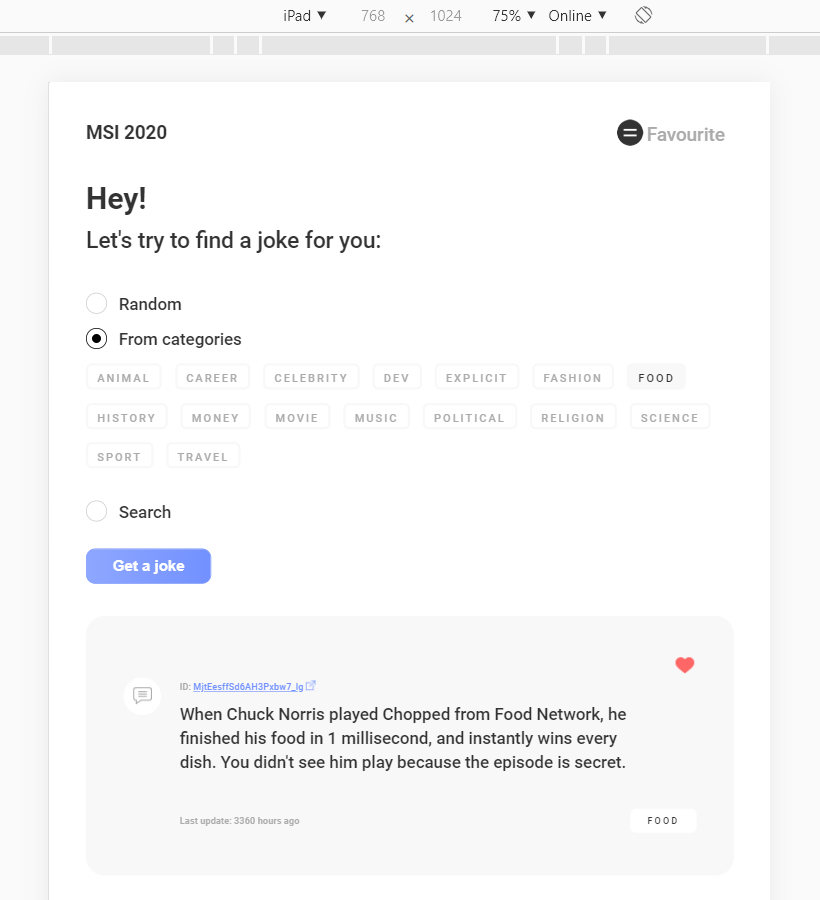 iPad ▼ 768 × 1024 75% ▼ Online ▼
MSI 2020
Favourite
Hey!
Let's try to find a joke for you:
Random
From categories
ANIMAL CAREER CELEBRITY DEV EXPLICIT FASHION FOOD
HISTORY MONEY MOVIE MUSIC POLITICAL RELIGION SCIENCE
SPORT TRAVEL
Search
Get a joke
ID: MjtEesffSd6AH3Pxbw7_lg
When Chuck Norris played Chopped from Food Network, he
finished his food in 1 millisecond, and instantly wins every
dish. You didn't see him play because the episode is secret.
Last update: 3360 hours ago
FOOD